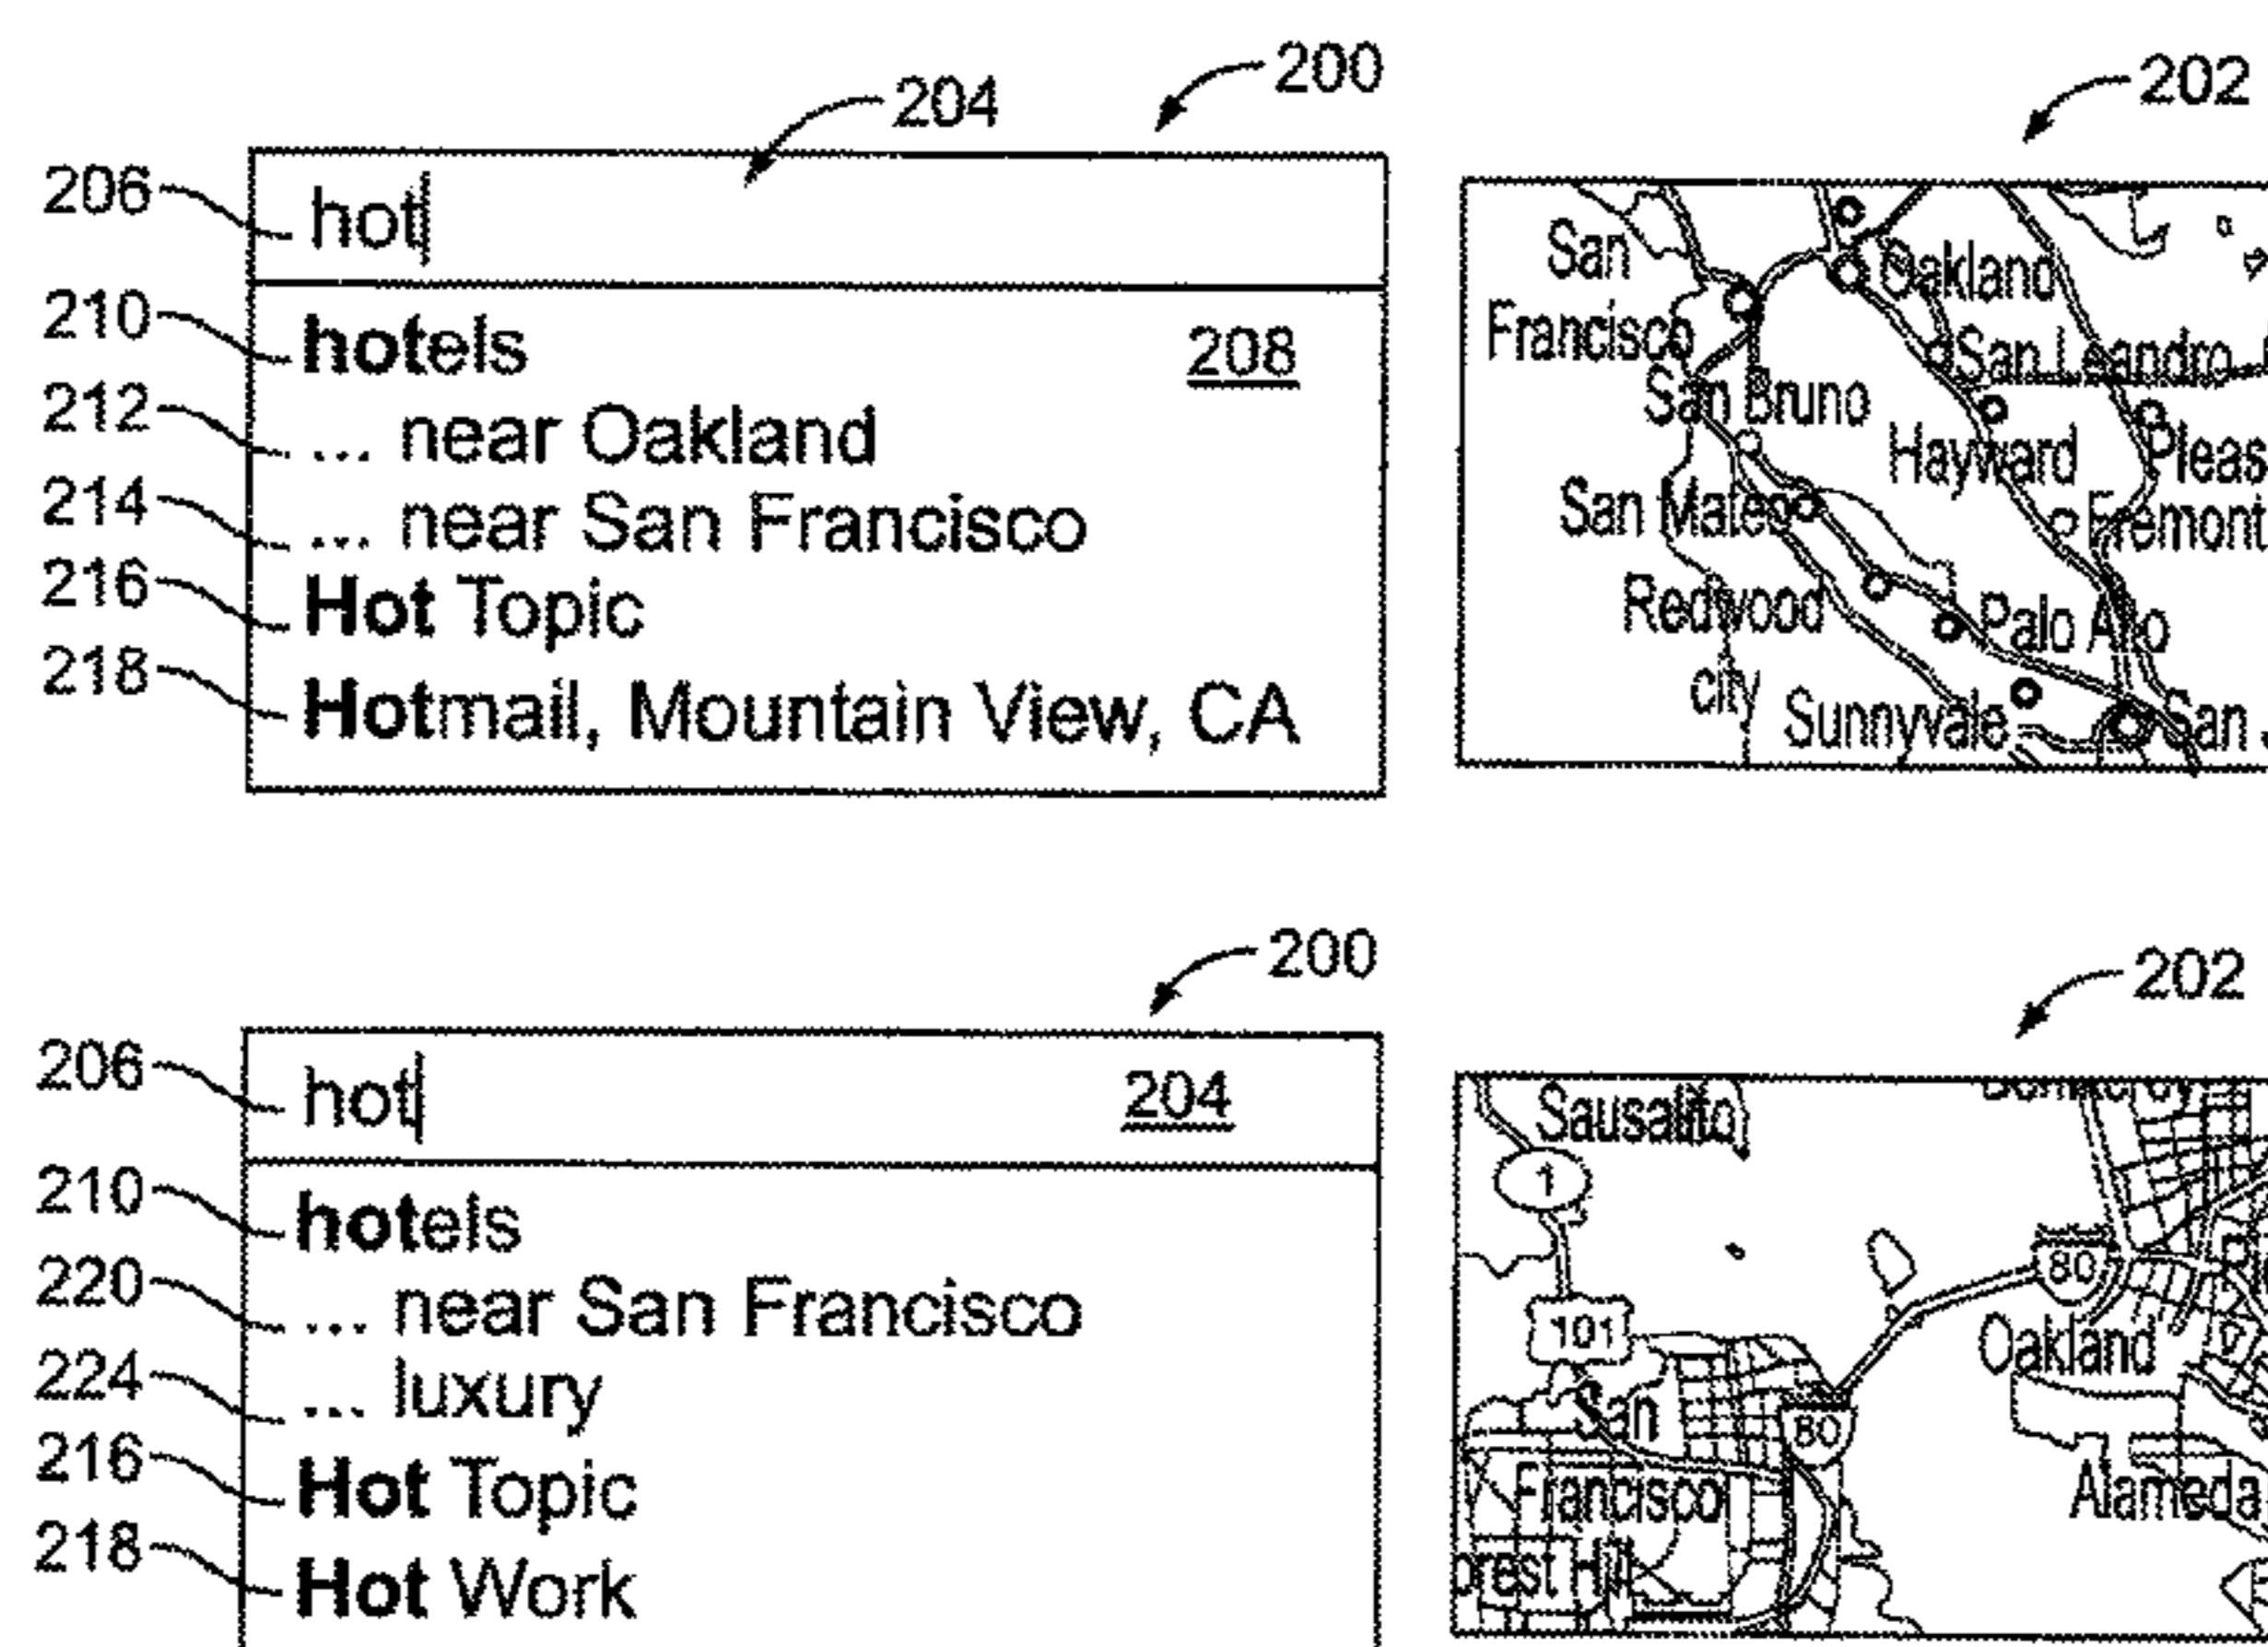 200
204
202
206 hot
210 hotels 208
212 ... near Oakland
214 ... near San Francisco
216 Hot Topic
218 Hotmail, Mountain View, CA
San Francisco
Oakland
San Leandro
San Bruno
Hayward
San Mateo
Fremont
Redwood city
Palo Alto
Sunnyvale
San
200
202
206 hot 204
210 hotels
220 ... near San Francisco
224 ... luxury
216 Hot Topic
218 Hot Work
Sausalito
1
80
101
Oakland
San Francisco
80
Alameda